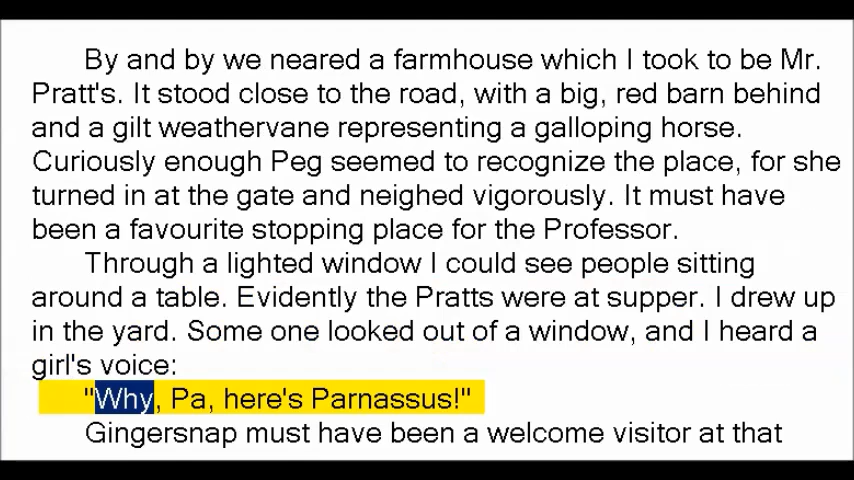 By and by we neared a farmhouse which I took to be Mr.
Pratt's. It stood close to the road, with a big, red barn behind
and a gilt weathervane representing a galloping horse.
Curiously enough Peg seemed to recognize the place, for she
turned in at the gate and neighed vigorously. It must have
been a favourite stopping place for the Professor.
Through a lighted window I could see people sitting
around a table. Evidently the Pratts were at supper. I drew up
in the yard. Some one looked out of a window, and I heard a
girl's voice:
"Why, Pa, here's Parnassus!"
Gingersnap must have been a welcome visitor at that